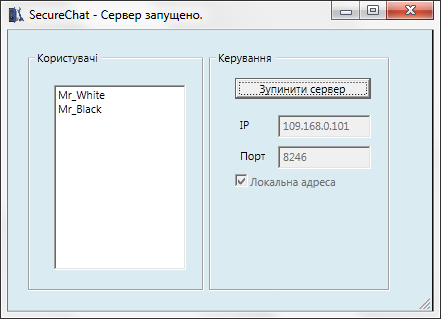 SecureChat - Сервер запущено.
Користувачі
Mr_White
Mr_Black
Керування
Зупинити сервер
IP
109.168.0.101
Порт
8246
Локальна адреса